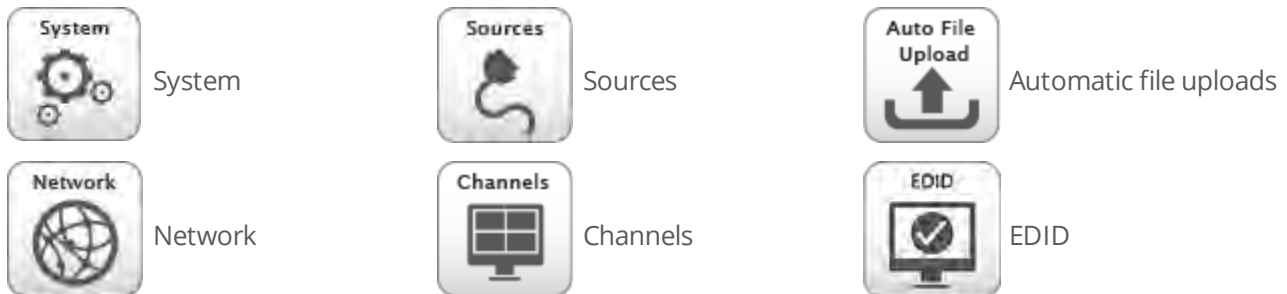 System
System
Sources
Sources
Auto File
Upload
Automatic file uploads
Network
Network
Channels
Channels
EDID
EDID